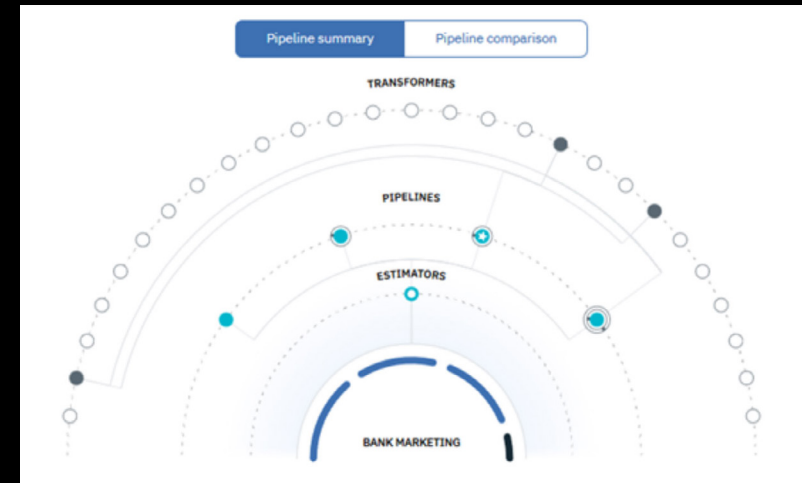 Pipeline summary
Pipeline comparison
TRANSFORMERS
PIPELINES
ESTIMATORS
BANK MARKETING